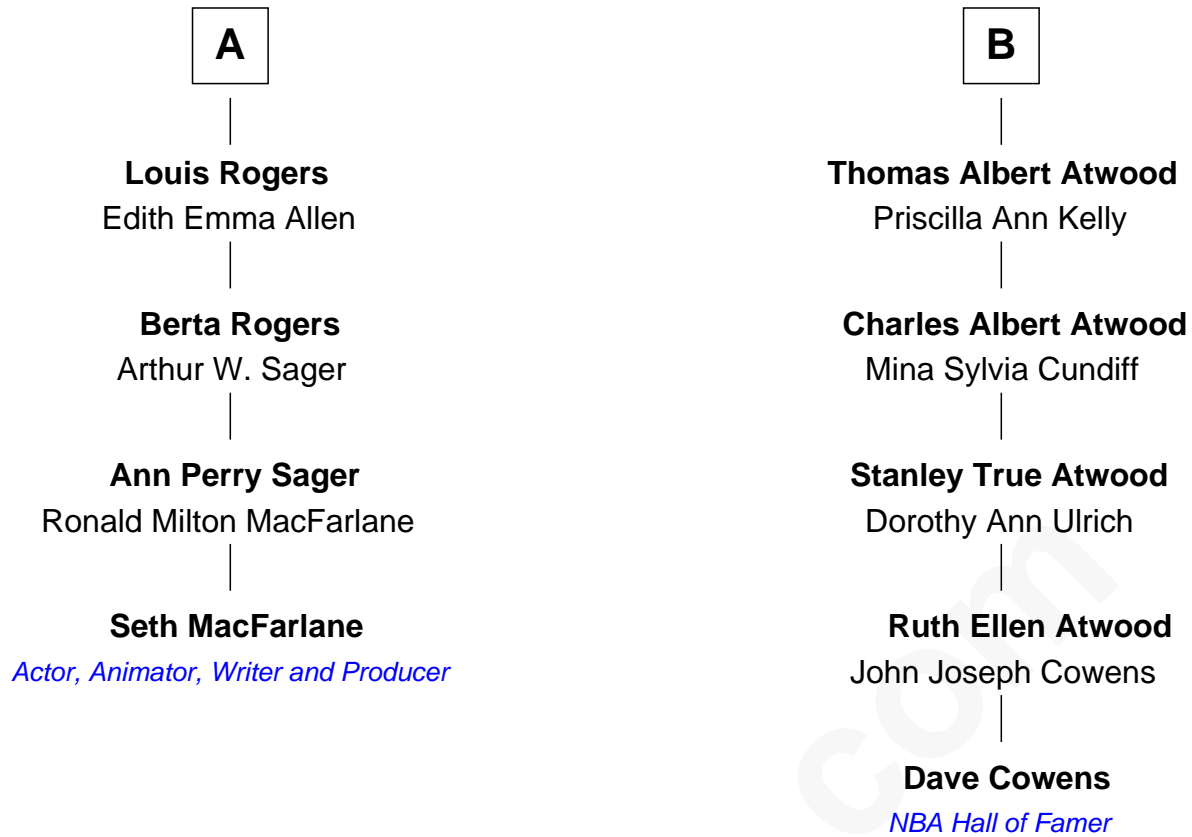 A
Louis Rogers
Edith Emma Allen
Berta Rogers
Arthur W. Sager
Ann Perry Sager
Ronald Milton MacFarlane
Seth MacFarlane
Actor, Animator, Writer and Producer
B
Thomas Albert Atwood
Priscilla Ann Kelly
Charles Albert Atwood
Mina Sylvia Cundiff
Stanley True Atwood
Dorothy Ann Ulrich
Ruth Ellen Atwood
John Joseph Cowens
Dave Cowens
NBA Hall of Famer
com